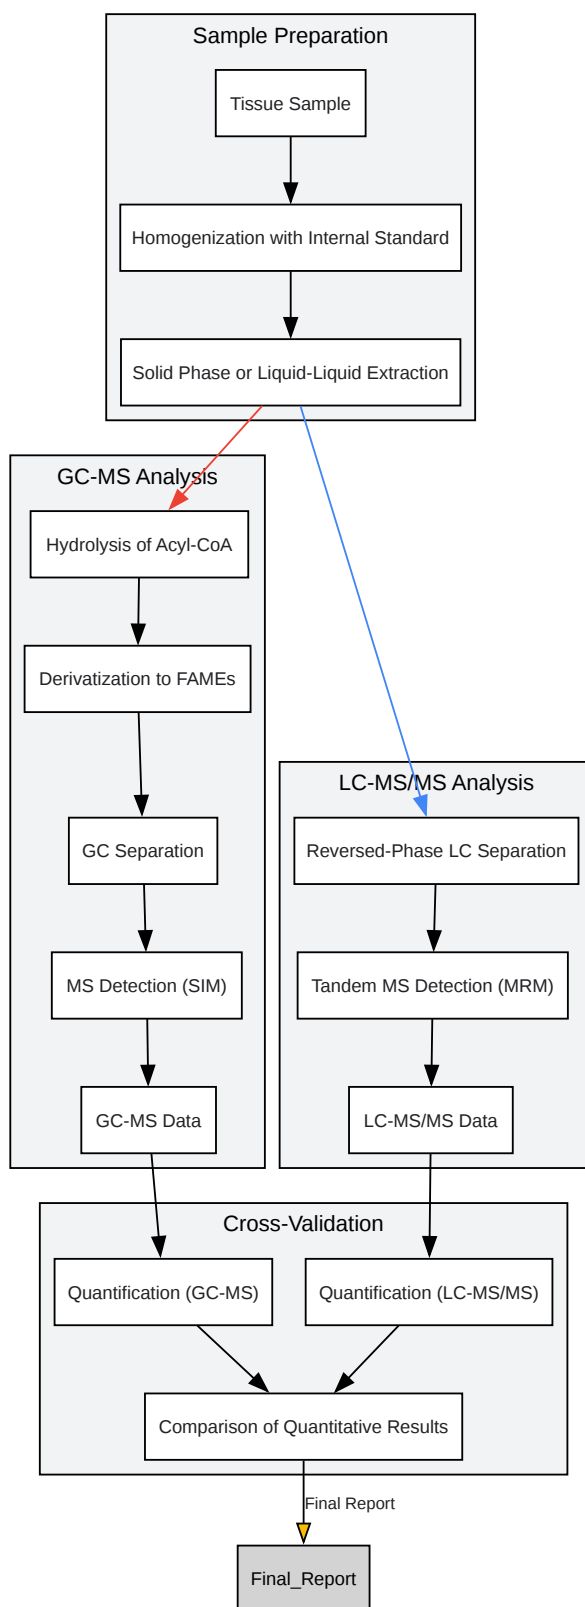 Sample Preparation
Tissue Sample
Homogenization with Internal Standard
Solid Phase or Liquid-Liquid Extraction
GC-MS Analysis
Hydrolysis of Acyl-CoA
Derivatization to FAMEs
GC Separation
MS Detection (SIM)
GC-MS Data
LC-MS/MS Analysis
Reversed-Phase LC Separation
Tandem MS Detection (MRM)
LC-MS/MS Data
Cross-Validation
Quantification (GC-MS)
Quantification (LC-MS/MS)
Comparison of Quantitative Results
Final Report
Final_Report